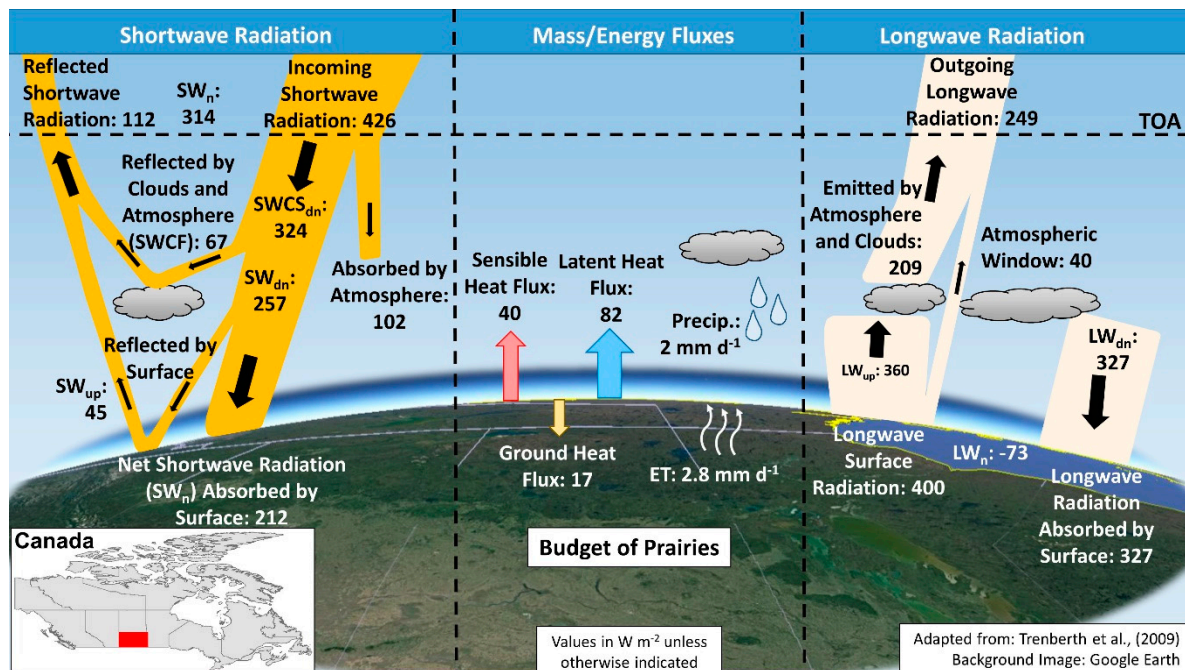 Shortwave Radiation
Mass/Energy Fluxes
Longwave Radiation
Reflected
Shortwave
Radiation: 112
SWₙ:
314
Incoming
Shortwave
Radiation: 426
Outgoing
Longwave
Radiation: 249
TOA
Reflected by
Clouds and
Atmosphere
(SWCF): 67
SWCS_dn:
324
SW_dn:
257
Absorbed by
Atmosphere:
102
Reflected by
Surface
SW_up:
45
Net Shortwave Radiation
(SWₙ) Absorbed by
Surface: 212
Sensible
Heat Flux:
40
Latent Heat
Flux:
82
Precip.:
2 mm d⁻¹
Ground Heat
Flux: 17
ET: 2.8 mm d⁻¹
Emitted by
Atmosphere
and Clouds:
209
Atmospheric
Window: 40
LW_up: 360
LW_dn:
327
Longwave
Surface
Radiation: 400
LWₙ: -73
Longwave
Radiation
Absorbed by
Surface: 327
Canada
Budget of Prairies
Values in W m⁻² unless
otherwise indicated
Adapted from: Trenberth et al., (2009)
Background Image: Google Earth